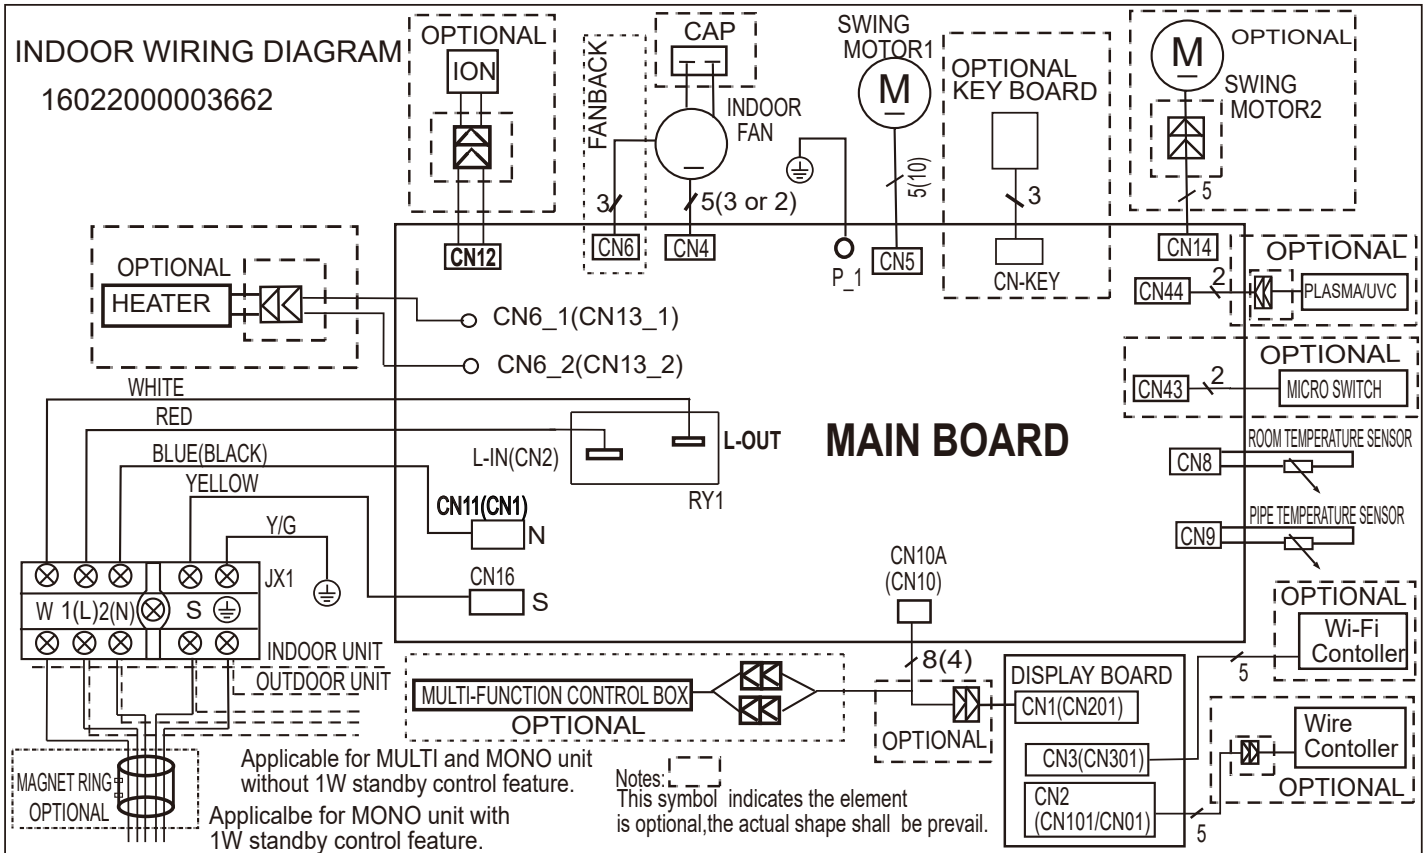 INDOOR WIRING DIAGRAM
16022000003662
OPTIONAL
ION
CN12
FANBACK
3
CN6
CAP
INDOOR
FAN
5(3 or 2)
CN4
P_1
SWING
MOTOR1
M
5(10)
CN5
OPTIONAL
KEY BOARD
3
CN-KEY
M
OPTIONAL
SWING
MOTOR2
5
CN14
OPTIONAL
HEATER
CN6_1(CN13_1)
CN6_2(CN13_2)
OPTIONAL
CN44
2
PLASMA/UVC
OPTIONAL
CN43
2
MICRO SWITCH
WHITE
RED
BLUE(BLACK)
YELLOW
Y/G
L-IN(CN2)
L-OUT
RY1
MAIN BOARD
ROOM TEMPERATURE SENSOR
CN8
PIPE TEMPERATURE SENSOR
CN9
CN11(CN1)
N
CN16
S
JX1
W 1(L)2(N) S
INDOOR UNIT
OUTDOOR UNIT
CN10A
(CN10)
8(4)
MULTI-FUNCTION CONTROL BOX
OPTIONAL
OPTIONAL
DISPLAY BOARD
CN1(CN201)
CN3(CN301)
CN2
(CN101/CN01)
OPTIONAL
Wi-Fi
Contoller
5
Wire
Contoller
OPTIONAL
5
MAGNET RING
OPTIONAL
Applicable for MULTI and MONO unit
without 1W standby control feature.
Applicalbe for MONO unit with
1W standby control feature.
Notes:
This symbol indicates the element
is optional,the actual shape shall be prevail.